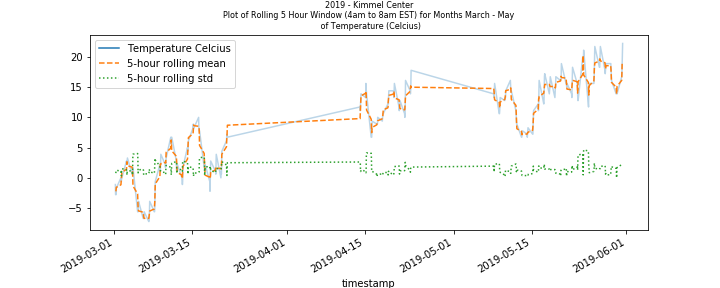 2019 - Kimmel Center
Plot of Rolling 5 Hour Window (4am to 8am EST) for Months March - May
of Temperature (Celcius)
Temperature Celcius
5-hour rolling mean
5-hour rolling std
20
15
10
5
0
−5
2019-03-01
2019-03-15
2019-04-01
2019-04-15
2019-05-01
2019-05-15
2019-06-01
timestamp